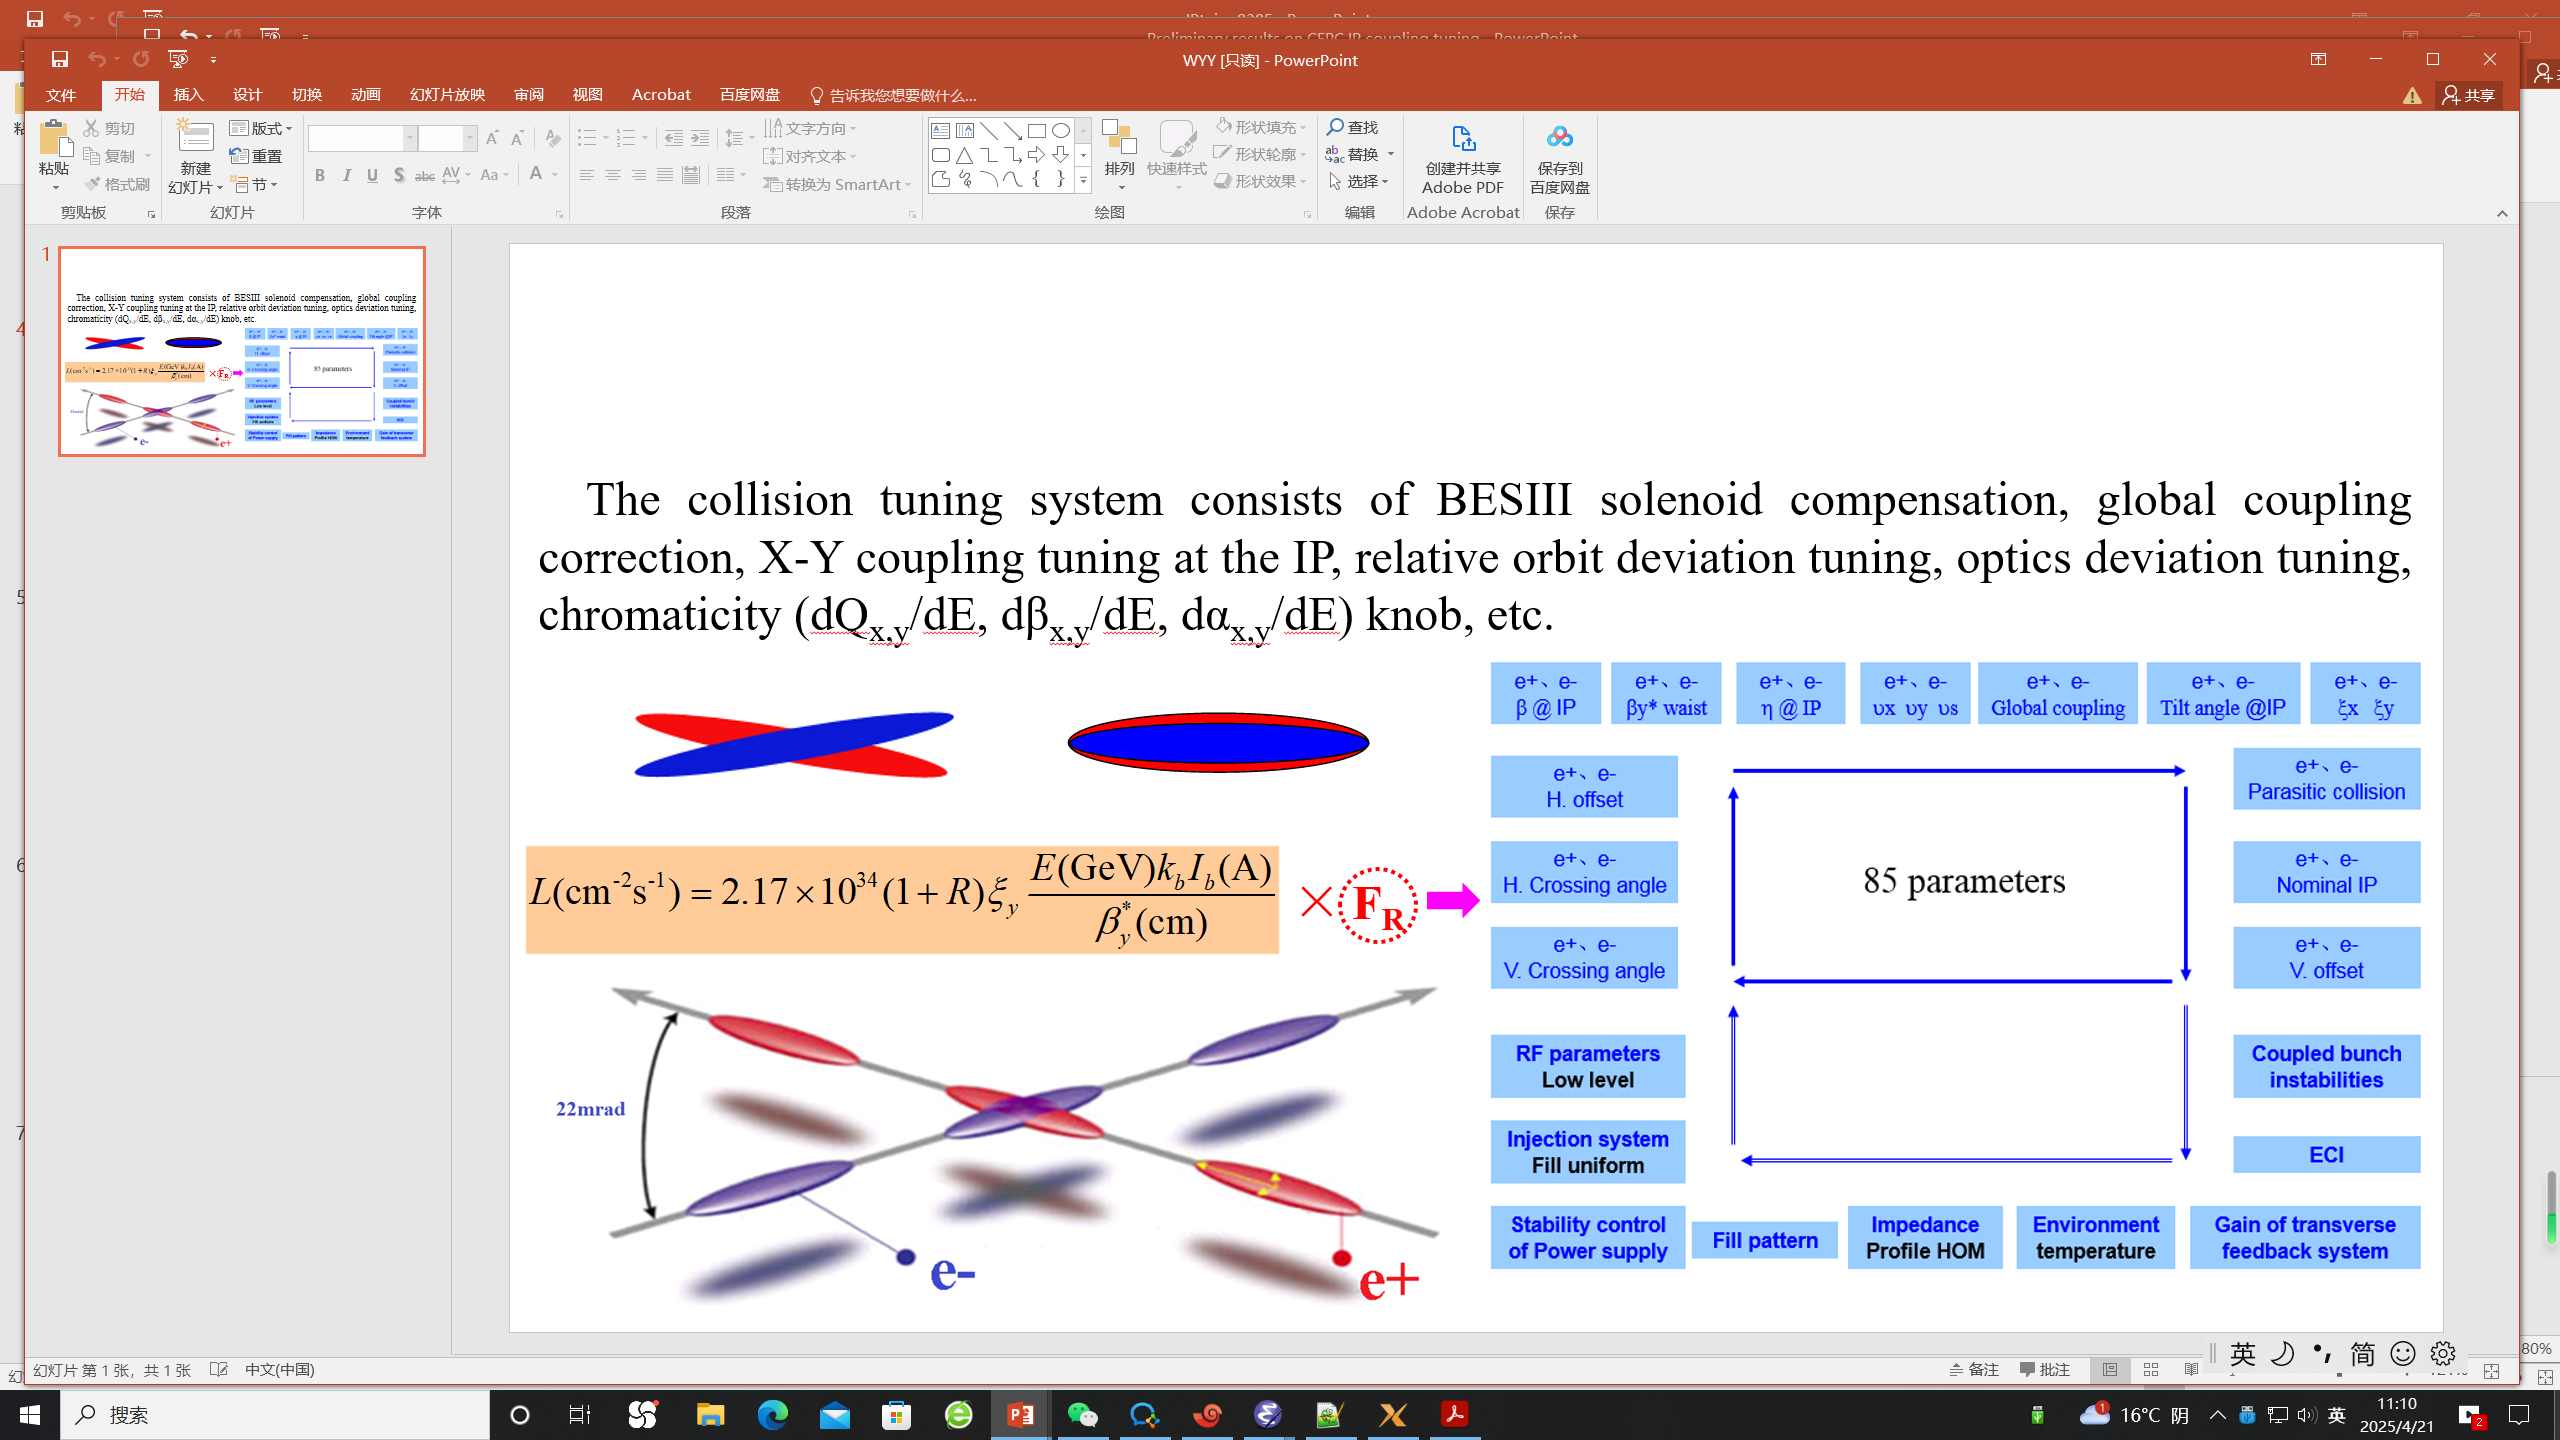 WYY [只读] - PowerPoint
文件 开始 插入 设计 切换 动画 幻灯片放映 审阅 视图 Acrobat 百度网盘 告诉我您想要做什么... 共享
粘贴
剪切
复制
格式刷
剪贴板
新建
幻灯片
版式
重置
节
幻灯片
B I U S abc AV Aa A
字体
文字方向
对齐文本
转换为 SmartArt
段落
排列
快速样式
形状填充
形状轮廓
形状效果
绘图
查找
替换
选择
编辑
创建并共享
Adobe PDF
Adobe Acrobat
保存到
百度网盘
保存
1
The collision tuning system consists of BESIII solenoid compensation, global coupling
correction, X-Y coupling tuning at the IP, relative orbit deviation tuning, optics deviation tuning,
chromaticity (dQx,y/dE, dβx,y/dE, dαx,y/dE) knob, etc.
e+、e-
β @ IP
e+、e-
βy* waist
e+、e-
η @ IP
e+、e-
υx υy υs
e+、e-
Global coupling
e+、e-
Tilt angle @IP
e+、e-
ξx ξy
e+、e-
H. offset
e+、e-
Parasitic collision
L(cm-2s-1) = 2.17×10^34 (1+R)ξy E(GeV)kbIb(A) / βy*(cm) × FR
e+、e-
H. Crossing angle
85 parameters
e+、e-
Nominal IP
e+、e-
V. Crossing angle
e+、e-
V. offset
22mrad
e-
e+
RF parameters
Low level
Coupled bunch
instabilities
Injection system
Fill uniform
ECI
Stability control
of Power supply
Fill pattern
Impedance
Profile HOM
Environment
temperature
Gain of transverse
feedback system
幻灯片 第 1 张，共 1 张 中文(中国)
备注 批注
英 简
80%
搜索
16°C 阴
英
11:10
2025/4/21
2